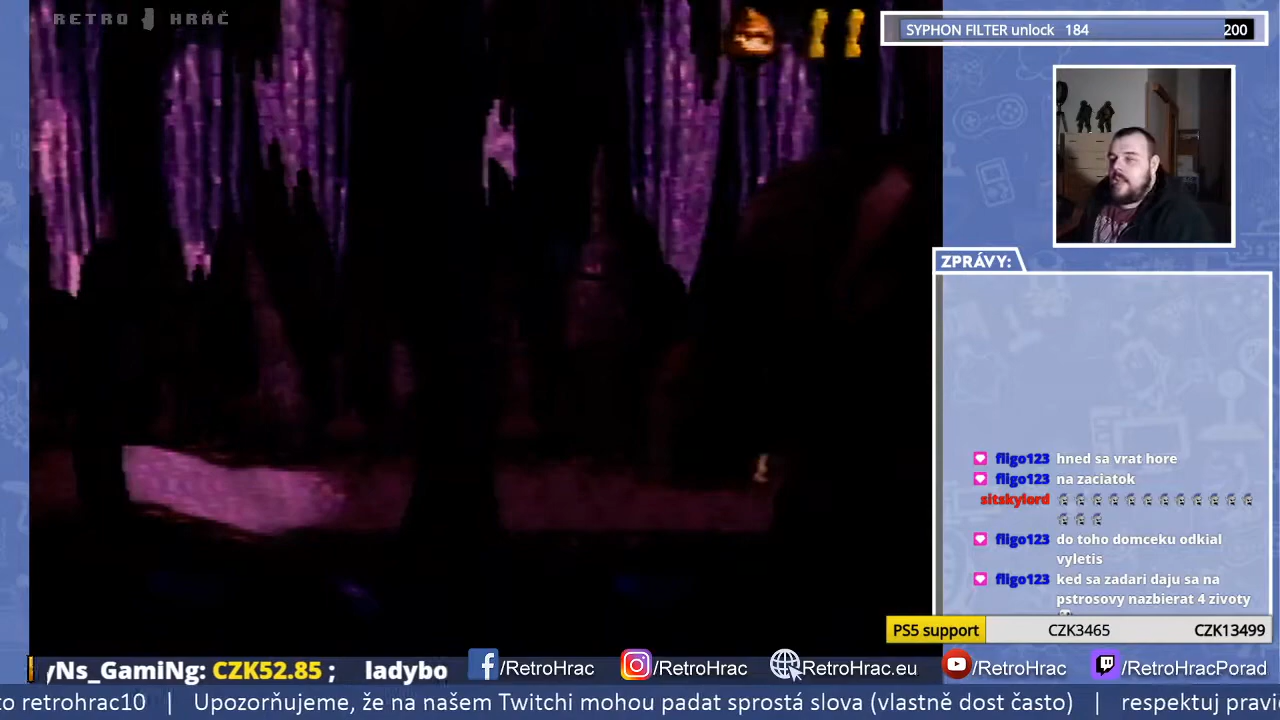 RETRO HRÁČ
SYPHON FILTER unlock 184 200
ZPRÁVY:
fligo123 hned sa vrat hore
fligo123 na zaciatok
sitskylord
fligo123 do toho domceku odkial
vyletis
fligo123 ked sa zadari daju sa na
pstrosovy nazbierat 4 zivoty
PS5 support CZK3465 CZK13499
/Ns_GamiNg: CZK52.85 ; ladybo
/RetroHrac /RetroHrac RetroHrac.eu /RetroHrac /RetroHracPorad
to retrohrac10 | Upozorňujeme, že na našem Twitchi mohou padat sprostá slova (vlastně dost často) | respektuj pravi